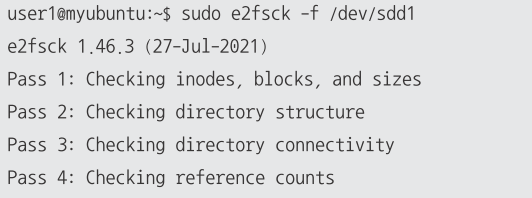 user1@myubuntu:~$ sudo e2fsck -f /dev/sdd1
e2fsck 1.46.3 (27-Jul-2021)
Pass 1: Checking inodes, blocks, and sizes
Pass 2: Checking directory structure
Pass 3: Checking directory connectivity
Pass 4: Checking reference counts